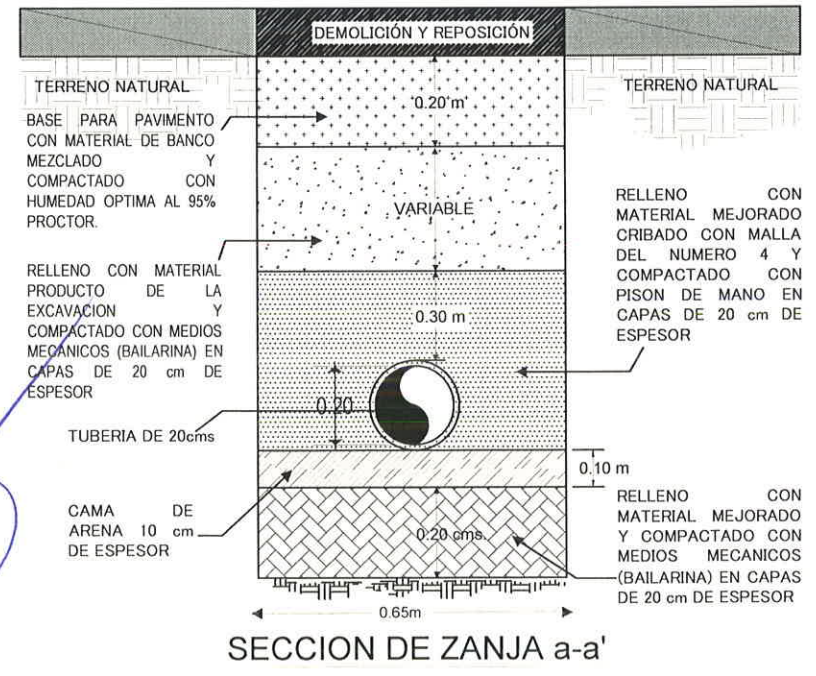 DEMOLICIÓN Y REPOSICIÓN
TERRENO NATURAL
TERRENO NATURAL
0.20 m
BASE PARA PAVIMENTO
CON MATERIAL DE BANCO
MEZCLADO Y
COMPACTADO CON
HUMEDAD OPTIMA AL 95%
PROCTOR.
VARIABLE
RELLENO CON
MATERIAL MEJORADO
CRIBADO CON MALLA
DEL NUMERO 4 Y
COMPACTADO CON
PISON DE MANO EN
CAPAS DE 20 cm DE
ESPESOR
RELLENO CON MATERIAL
PRODUCTO DE LA
EXCAVACION Y
COMPACTADO CON MEDIOS
MECANICOS (BAILARINA) EN
CAPAS DE 20 cm DE
ESPESOR
0.30 m
0.20
TUBERIA DE 20cms
0.10 m
CAMA DE
ARENA 10 cm
DE ESPESOR
0.20 cms.
RELLENO CON
MATERIAL MEJORADO
Y COMPACTADO CON
MEDIOS MECANICOS
(BAILARINA) EN CAPAS
DE 20 cm DE ESPESOR
0.65m
SECCION DE ZANJA a-a'